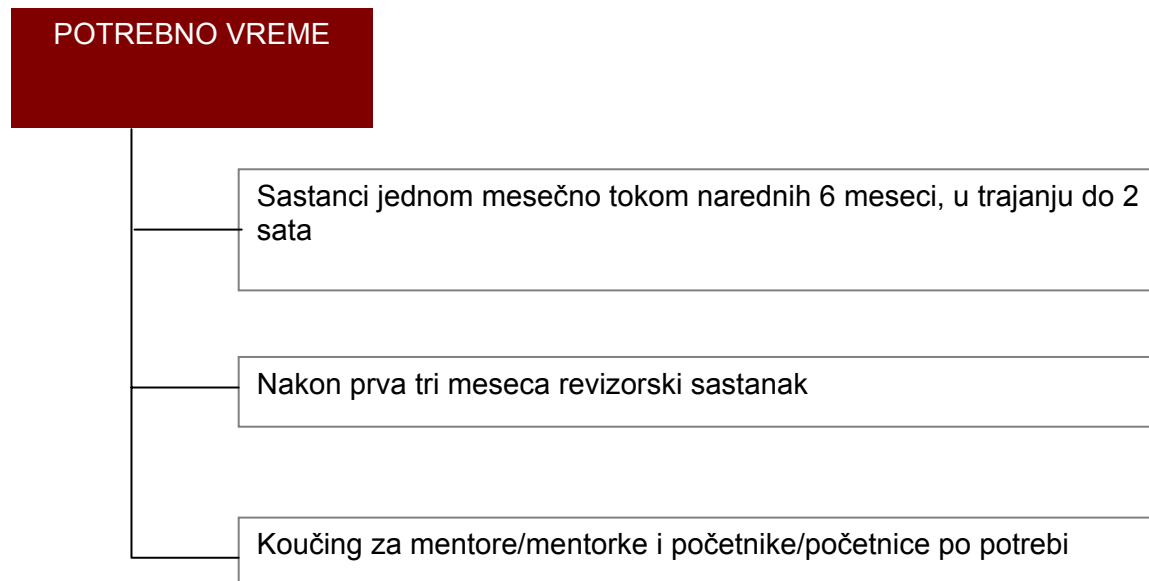 POTREBNO VREME
Sastanci jednom mesečno tokom narednih 6 meseci, u trajanju do 2
sata
Nakon prva tri meseca revizorski sastanak
Koučing za mentore/mentorke i početnike/početnice po potrebi